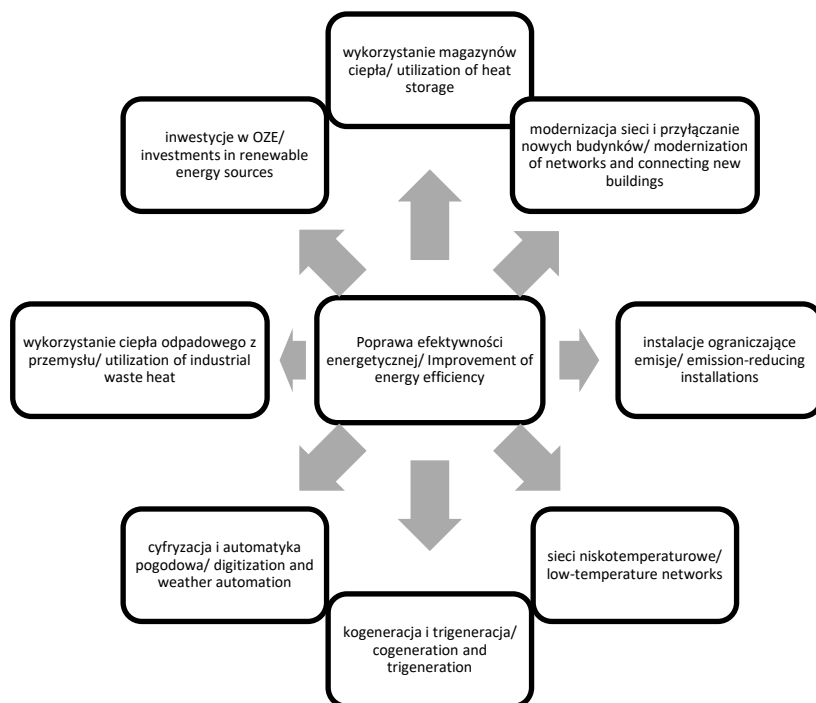 wykorzystanie magazynów
ciepła/ utilization of heat
storage
inwestycje w OZE/
investments in renewable
energy sources
modernizacja sieci i przyłączanie
nowych budynków/ modernization
of networks and connecting new
buildings
wykorzystanie ciepła odpadowego z
przemysłu/ utilization of industrial
waste heat
Poprawa efektywności
energetycznej/ Improvement of
energy efficiency
instalacje ograniczające
emisje/ emission-reducing
installations
cyfryzacja i automatyka
pogodowa/ digitization and
weather automation
sieci niskotemperaturowe/
low-temperature networks
kogeneracja i trigeneracja/
cogeneration and
trigeneration